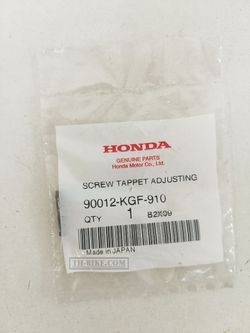 HONDA
GENUINE PARTS
Honda Motor Co., Ltd.
SCREW TAPPET ADJUSTING
90012-KGF-910
QTY 1 B2X09
Made in JAPAN
TH-BIKE.COM